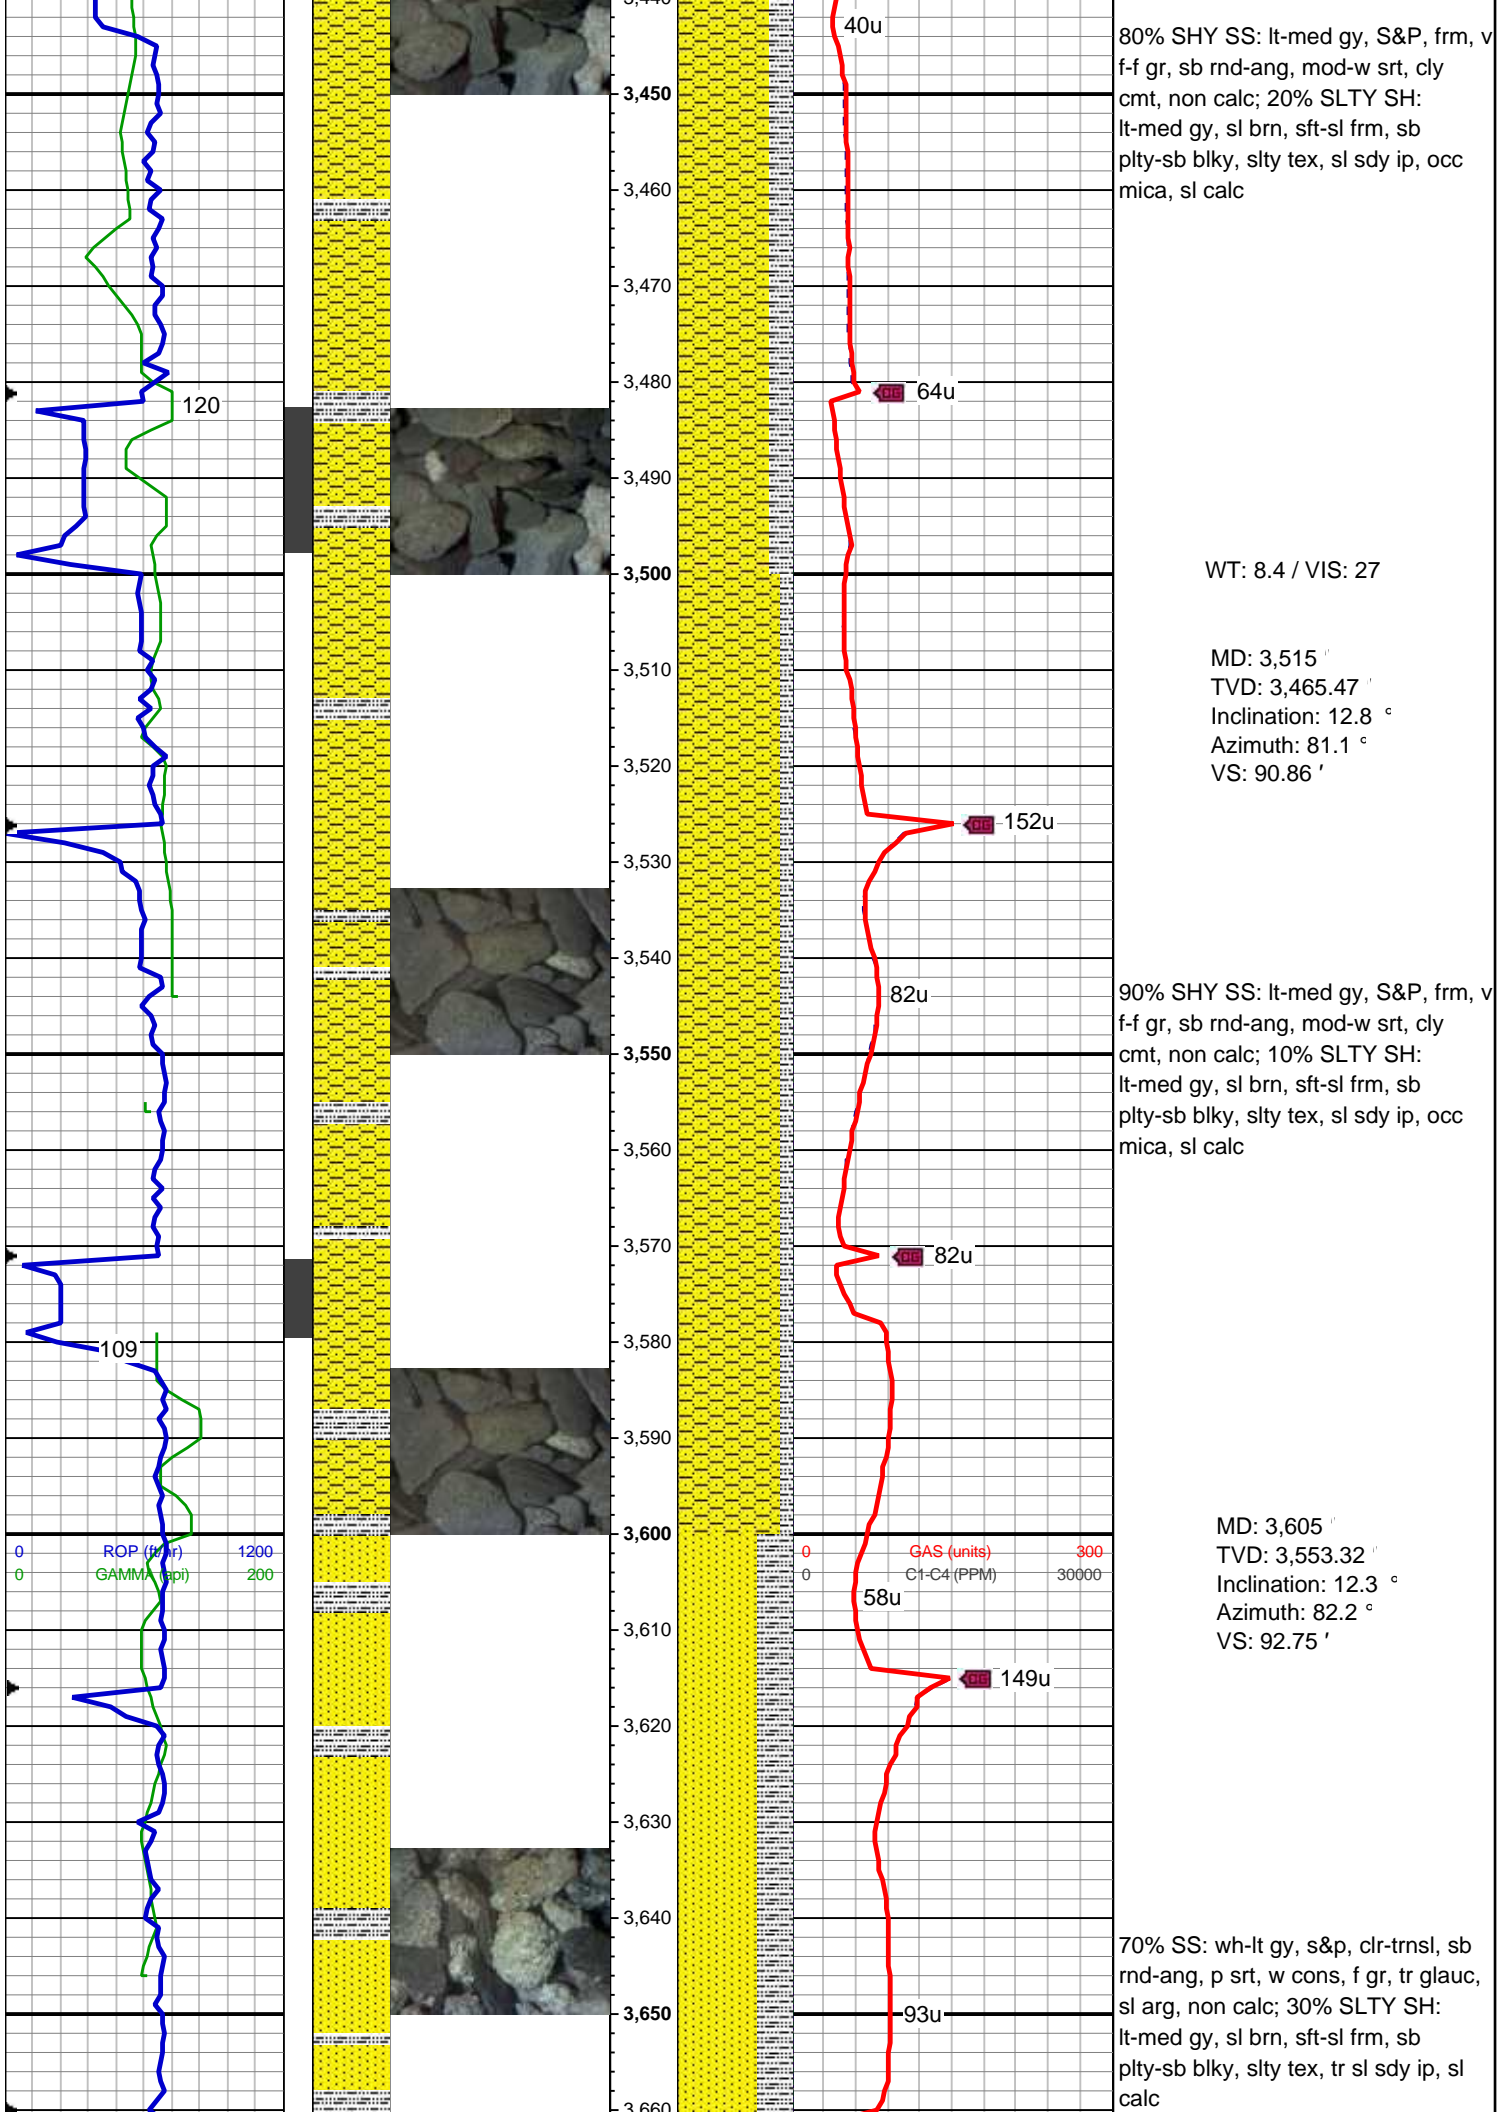 3,440
40u
80% SHY SS: lt-med gy, S&P, frm, v
f-f gr, sb rnd-ang, mod-w srt, cly
cmt, non calc; 20% SLTY SH:
lt-med gy, sl brn, sft-sl frm, sb
plty-sb blky, slty tex, sl sdy ip, occ
mica, sl calc
3,450
3,460
3,470
3,480
CG 64u
120
3,490
3,500
WT: 8.4 / VIS: 27
3,510
MD: 3,515 '
TVD: 3,465.47 '
Inclination: 12.8 °
Azimuth: 81.1 °
VS: 90.86 '
3,520
CG 152u
3,530
3,540
82u
90% SHY SS: lt-med gy, S&P, frm, v
f-f gr, sb rnd-ang, mod-w srt, cly
cmt, non calc; 10% SLTY SH:
lt-med gy, sl brn, sft-sl frm, sb
plty-sb blky, slty tex, sl sdy ip, occ
mica, sl calc
3,550
3,560
3,570
CG 82u
3,580
109
3,590
3,600
MD: 3,605 '
TVD: 3,553.32 '
Inclination: 12.3 °
Azimuth: 82.2 °
VS: 92.75 '
0 ROP (ft/hr) 1200
0 GAMMA (api) 200
0 GAS (units) 300
0 C1-C4 (PPM) 30000
58u
3,610
CG 149u
3,620
3,630
3,640
70% SS: wh-lt gy, s&p, clr-trnsl, sb
rnd-ang, p srt, w cons, f gr, tr glauc,
sl arg, non calc; 30% SLTY SH:
lt-med gy, sl brn, sft-sl frm, sb
plty-sb blky, slty tex, tr sl sdy ip, sl
calc
3,650
93u
3,660